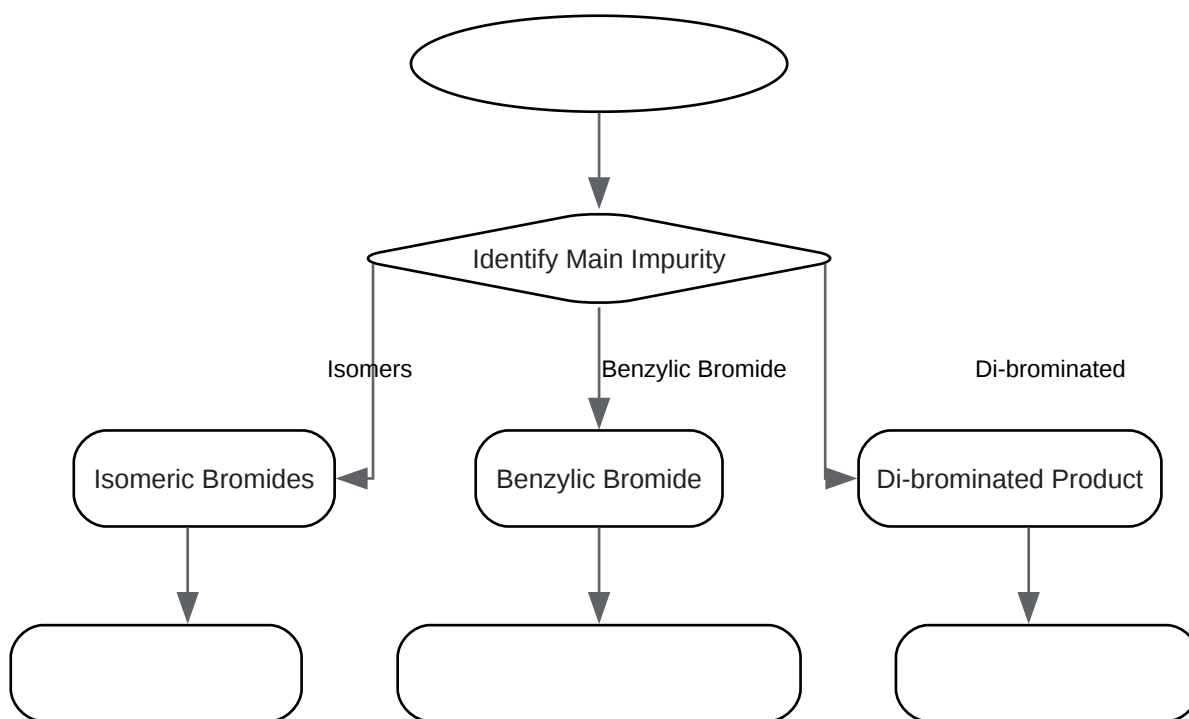 Identify Main Impurity
Isomers
Benzylic Bromide
Di-brominated
Isomeric Bromides
Benzylic Bromide
Di-brominated Product